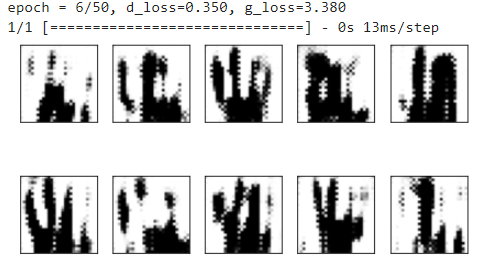 epoch = 6/50, d_loss=0.350, g_loss=3.380
1/1 [==============================] - 0s 13ms/step